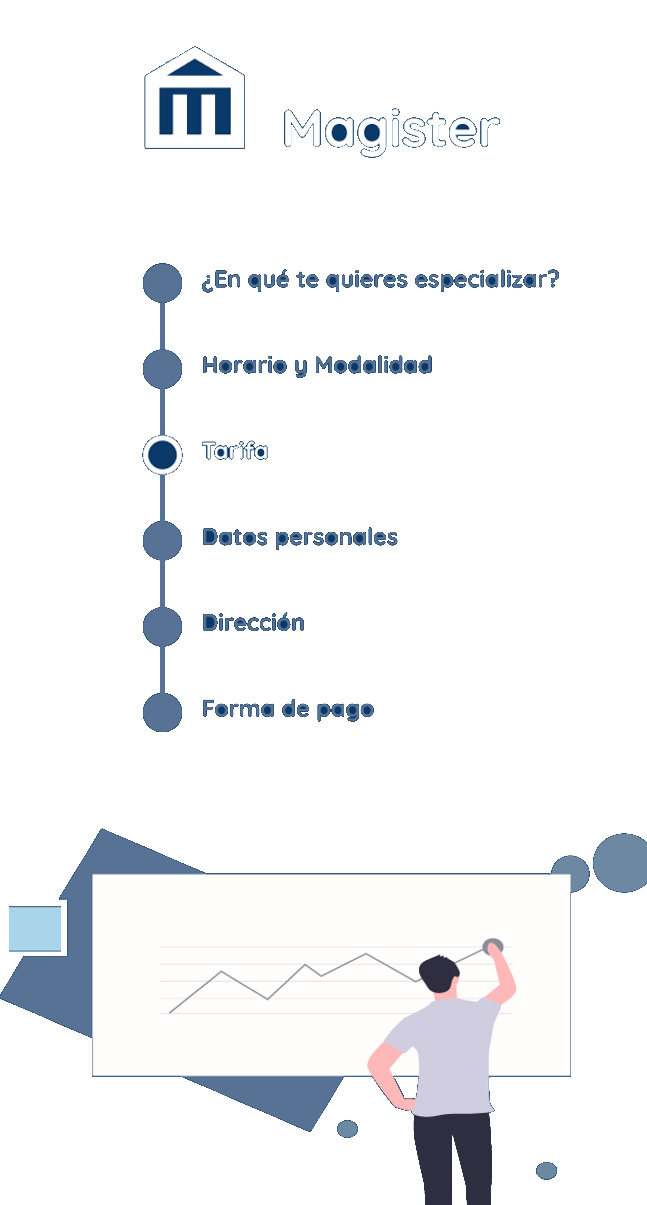 Magister
¿En qué te quieres especializar?
Horario y Modalidad
Tarifa
Datos personales
Dirección
Forma de pago